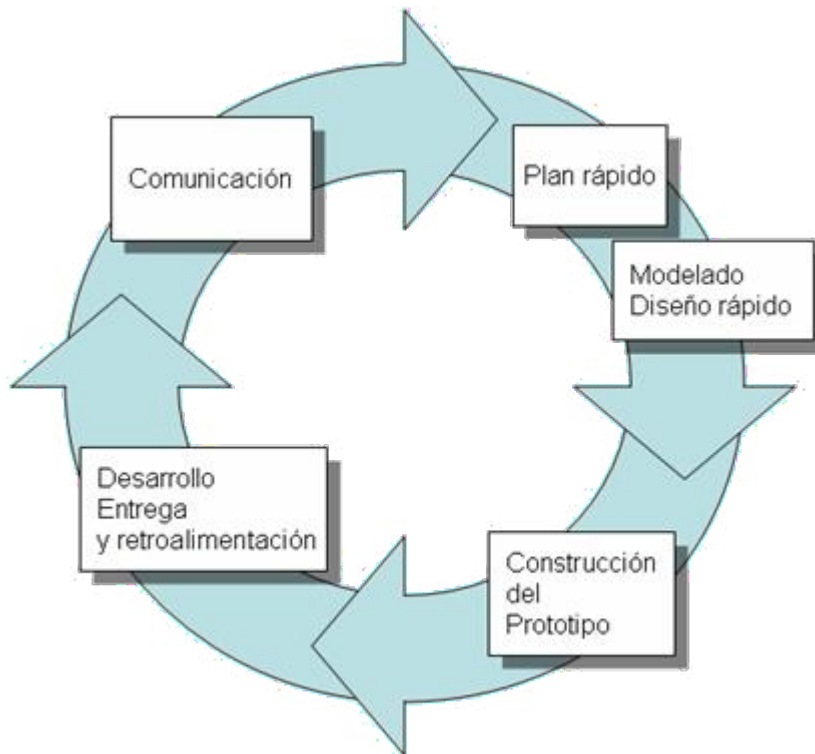 Comunicación
Plan rápido
Modelado
Diseño rápido
Construcción
del
Prototipo
Desarrollo
Entrega
y retroalimentación